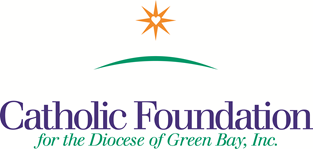 Catholic Foundation
for the Diocese of Green Bay, Inc.